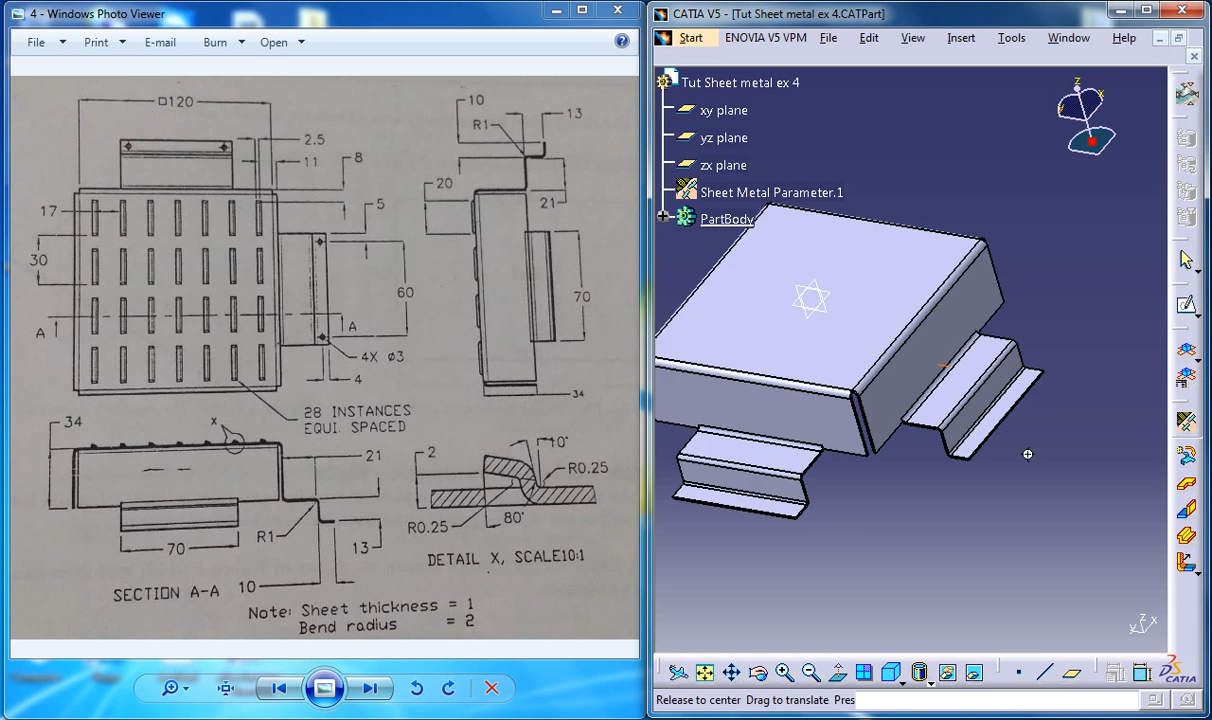 4 - Windows Photo Viewer
File Print E-mail Burn Open
□120
2.5
11
8
17
5
30
60
A A
4X ø3
4
28 INSTANCES
EQUI. SPACED
10
13
R1
20
21
70
34
34
x
21
R1
13
70
10
SECTION A-A
2
10°
R0.25
R0.25
80°
DETAIL X, SCALE10:1
Note: Sheet thickness = 1
Bend radius = 2
CATIA V5 - [Tut Sheet metal ex 4.CATPart]
Start ENOVIA V5 VPM File Edit View Insert Tools Window Help
Tut Sheet metal ex 4
xy plane
yz plane
zx plane
Sheet Metal Parameter.1
PartBody
z
x
y
z
x
y
DS CATIA
Release to center Drag to translate Pres